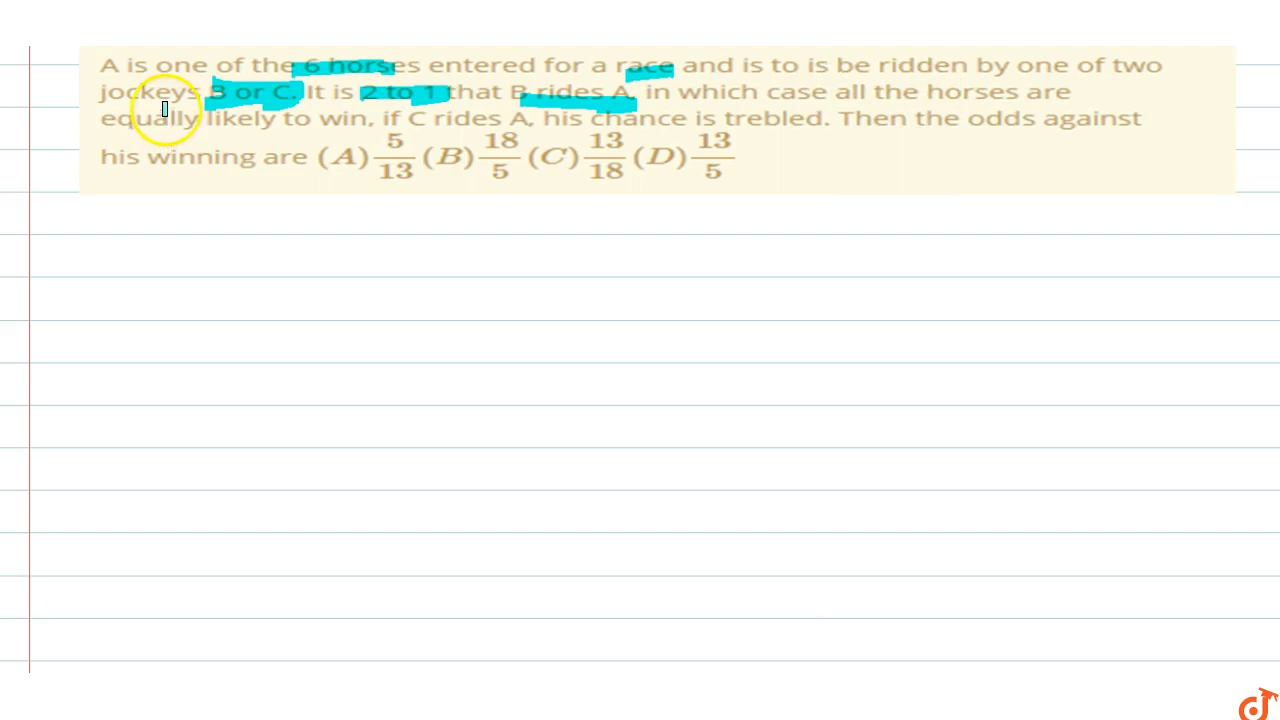 A is one of the 6 horses entered for a race and is to is be ridden by one of two
jockeys B or C. It is 2 to 1 that B rides A, in which case all the horses are
equally likely to win, if C rides A, his chance is trebled. Then the odds against
his winning are (A) 5/13 (B) 18/5 (C) 13/18 (D) 13/5